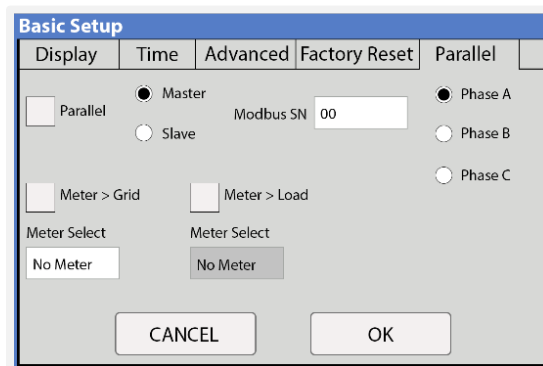 Basic Setup
Display Time Advanced Factory Reset Parallel
Parallel Master Modbus SN 00 Phase A
Slave Phase B
Phase C
Meter > Grid Meter > Load
Meter Select Meter Select
No Meter No Meter
CANCEL OK